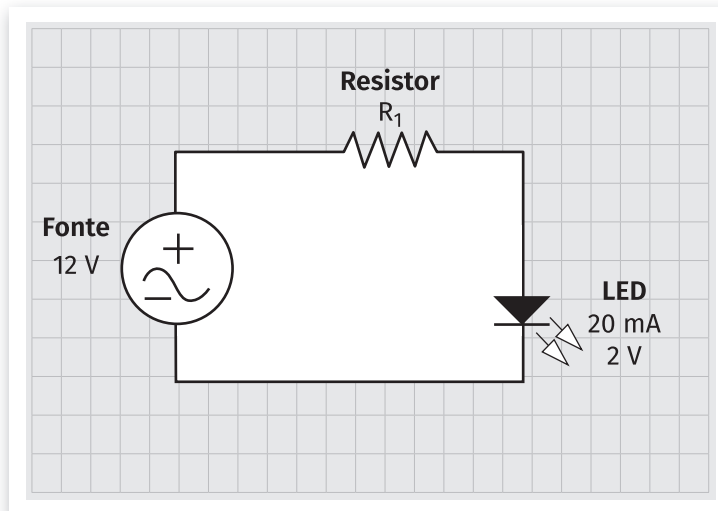 Resistor
R₁
Fonte
12 V
LED
20 mA
2 V